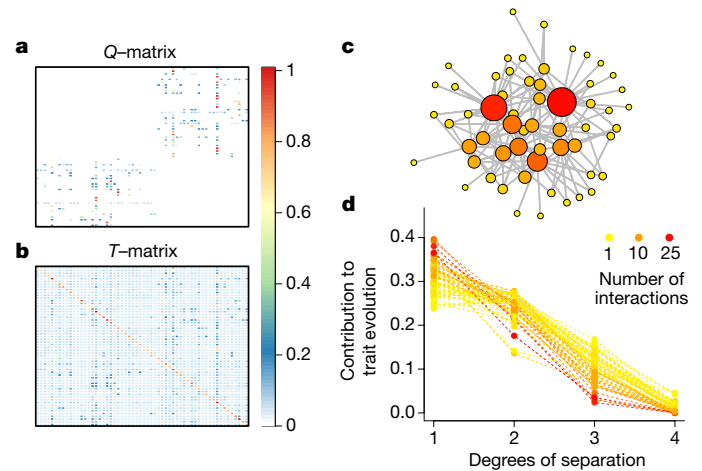 a
Q–matrix
b
T–matrix
1
0.8
0.6
0.4
0.2
0
c
d
Contribution to
trait evolution
0.4
0.3
0.2
0.1
0.0
1
2
3
4
Degrees of separation
1 10 25
Number of
interactions